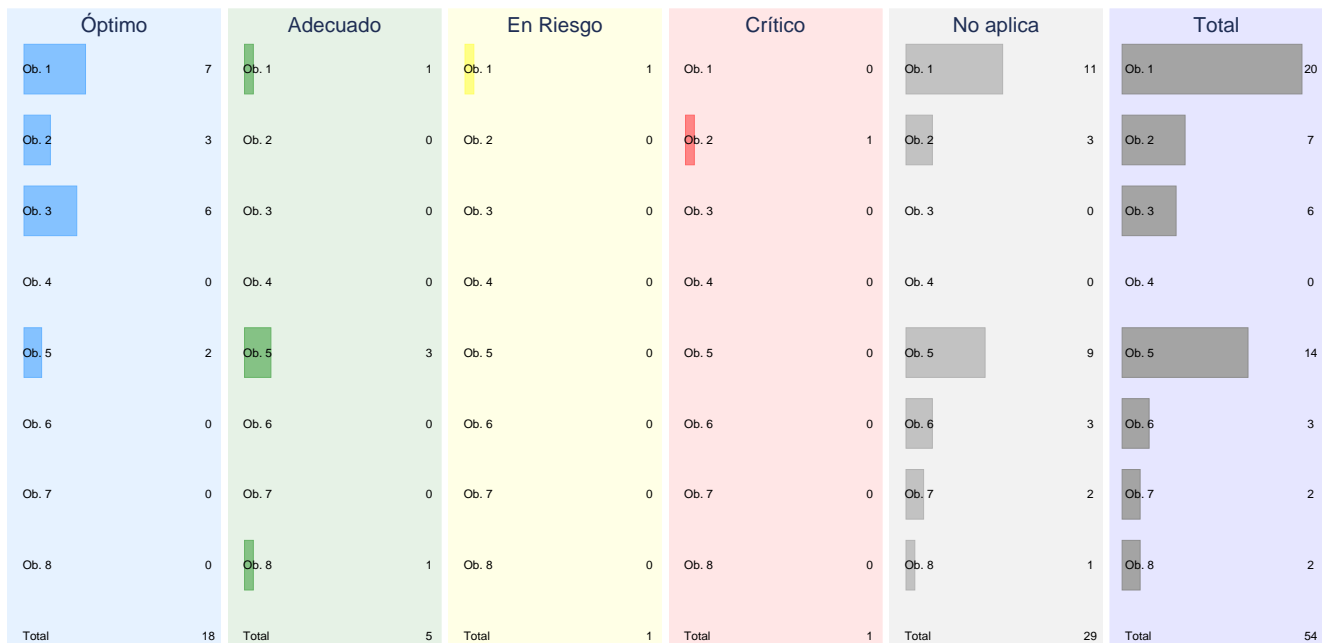 Óptimo Adecuado En Riesgo Crítico No aplica Total
Ob. 1 7 Ob. 1 1 Ob. 1 1 Ob. 1 0 Ob. 1 11 Ob. 1 20
Ob. 2 3 Ob. 2 0 Ob. 2 0 Ob. 2 1 Ob. 2 3 Ob. 2 7
Ob. 3 6 Ob. 3 0 Ob. 3 0 Ob. 3 0 Ob. 3 0 Ob. 3 6
Ob. 4 0 Ob. 4 0 Ob. 4 0 Ob. 4 0 Ob. 4 0 Ob. 4 0
Ob. 5 2 Ob. 5 3 Ob. 5 0 Ob. 5 0 Ob. 5 9 Ob. 5 14
Ob. 6 0 Ob. 6 0 Ob. 6 0 Ob. 6 0 Ob. 6 3 Ob. 6 3
Ob. 7 0 Ob. 7 0 Ob. 7 0 Ob. 7 0 Ob. 7 2 Ob. 7 2
Ob. 8 0 Ob. 8 1 Ob. 8 0 Ob. 8 0 Ob. 8 1 Ob. 8 2
Total 18 Total 5 Total 1 Total 1 Total 29 Total 54